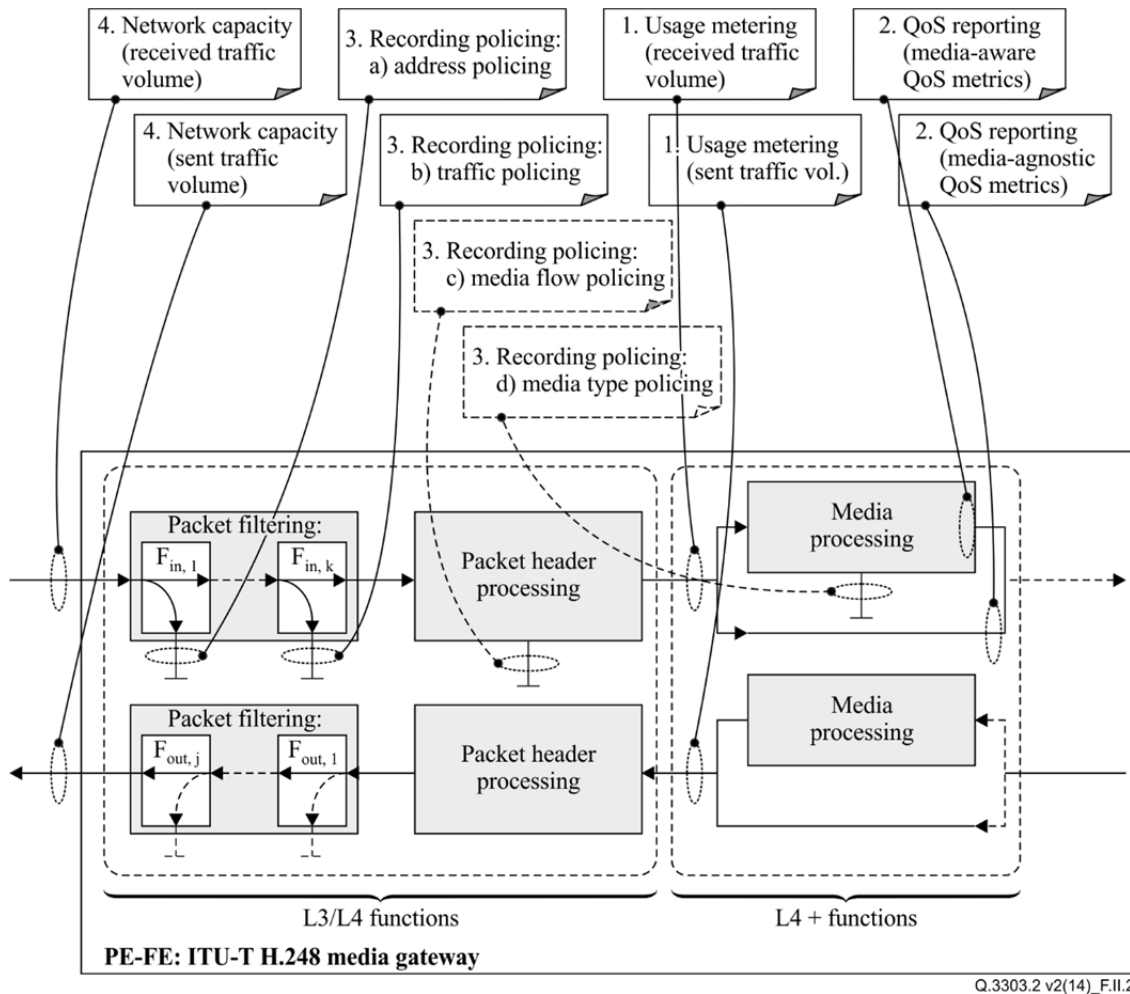 4. Network capacity
(received traffic
volume)
3. Recording policing:
a) address policing
1. Usage metering
(received traffic
volume)
2. QoS reporting
(media-aware
QoS metrics)
4. Network capacity
(sent traffic
volume)
3. Recording policing:
b) traffic policing
1. Usage metering
(sent traffic vol.)
2. QoS reporting
(media-agnostic
QoS metrics)
3. Recording policing:
c) media flow policing
3. Recording policing:
d) media type policing
Packet filtering:
F in, 1
F in, k
Packet header
processing
Media
processing
Packet filtering:
F out, j
F out, 1
Packet header
processing
Media
processing
L3/L4 functions
L4 + functions
PE-FE: ITU-T H.248 media gateway
Q.3303.2 v2(14)_F.II.2